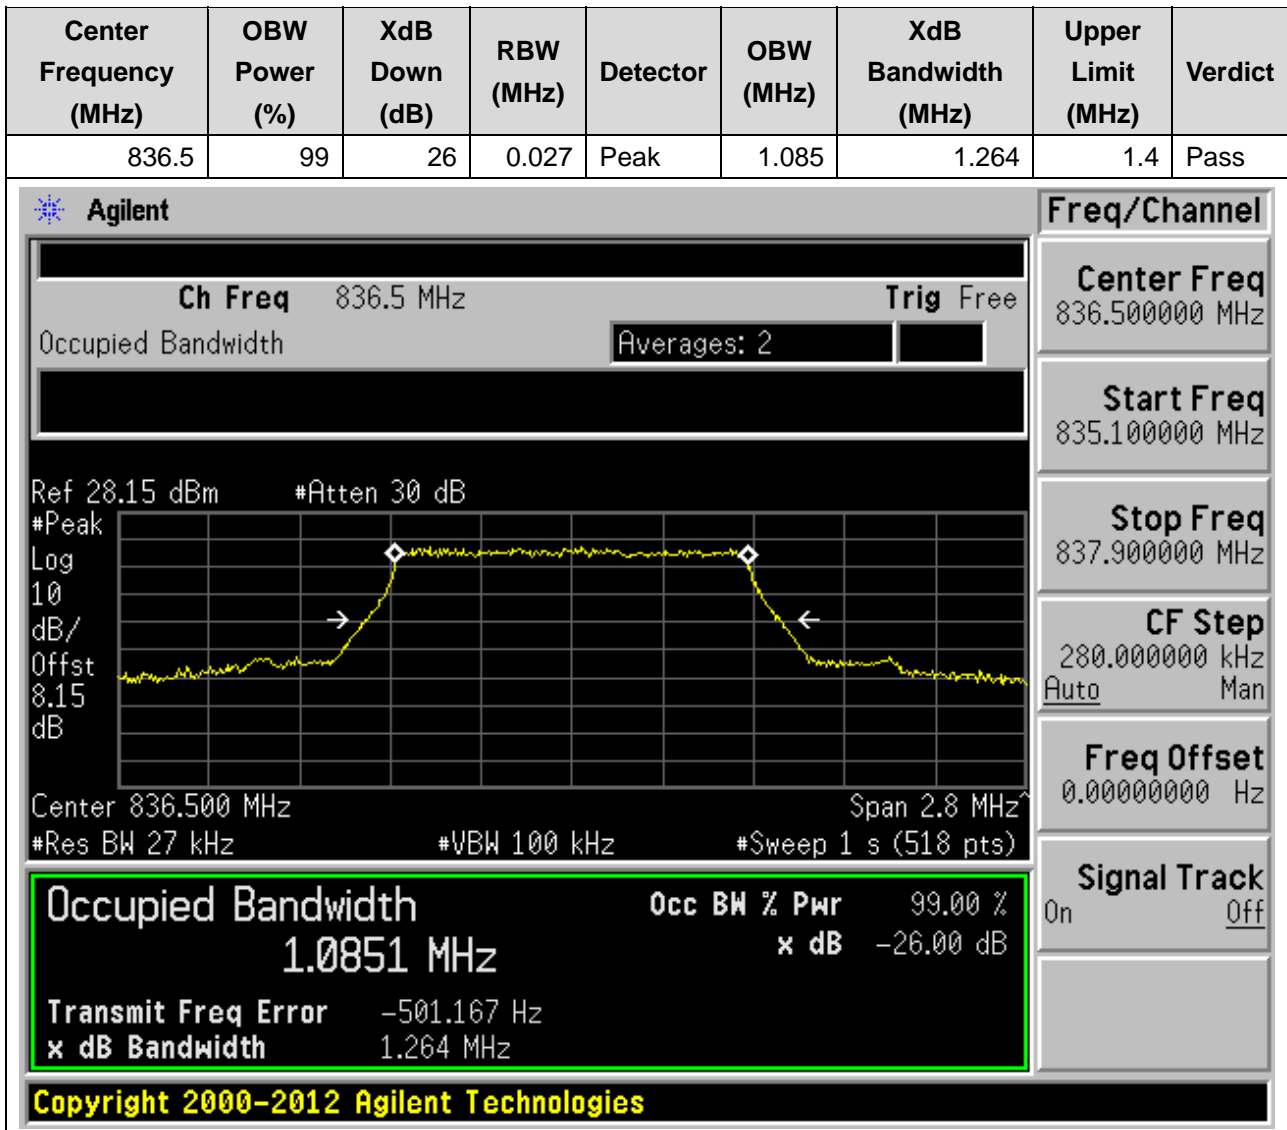 Center Frequency (MHz) OBW Power (%) XdB Down (dB) RBW (MHz) Detector OBW (MHz) XdB Bandwidth (MHz) Upper Limit (MHz) Verdict
836.5 99 26 0.027 Peak 1.085 1.264 1.4 Pass
Agilent
Freq/Channel
Ch Freq 836.5 MHz Trig Free
Occupied Bandwidth Averages: 2
Center Freq
836.500000 MHz
Start Freq
835.100000 MHz
Stop Freq
837.900000 MHz
CF Step
280.000000 kHz
Auto Man
Freq Offset
0.00000000 Hz
Signal Track
On Off
Ref 28.15 dBm #Atten 30 dB
#Peak
Log
10
dB/
Offst
8.15
dB
Center 836.500 MHz Span 2.8 MHz^
#Res BW 27 kHz #VBW 100 kHz #Sweep 1 s (518 pts)
Occupied Bandwidth Occ BW % Pwr 99.00 %
1.0851 MHz x dB -26.00 dB
Transmit Freq Error -501.167 Hz
x dB Bandwidth 1.264 MHz
Copyright 2000-2012 Agilent Technologies